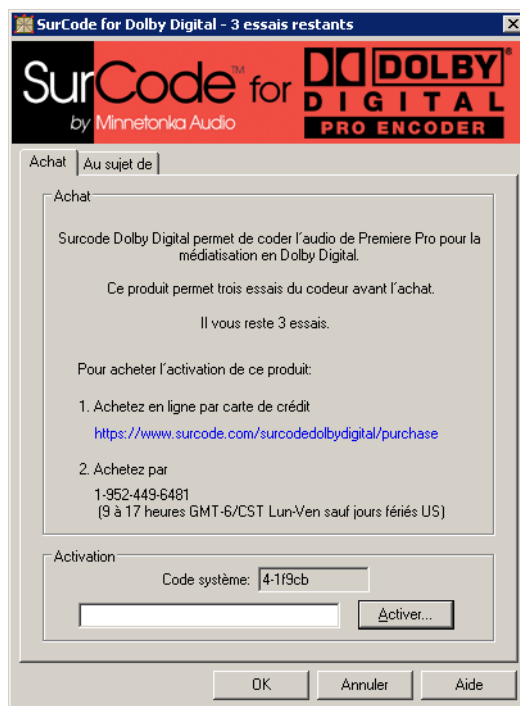 SurCode for Dolby Digital - 3 essais restants
SurCode™ for
by Minnetonka Audio
DOLBY®
DIGITAL
PRO ENCODER
Achat
Au sujet de
Achat
Surcode Dolby Digital permet de coder l'audio de Premiere Pro pour la
médiatisation en Dolby Digital.
Ce produit permet trois essais du codeur avant l'achat.
Il vous reste 3 essais.
Pour acheter l'activation de ce produit:
1. Achetez en ligne par carte de crédit
https://www.surcode.com/surcodedolbydigital/purchase
2. Achetez par
1-952-449-6481
(9 à 17 heures GMT-6/CST Lun-Ven sauf jours fériés US)
Activation
Code système: 4-1f9cb
Activer...
OK
Annuler
Aide